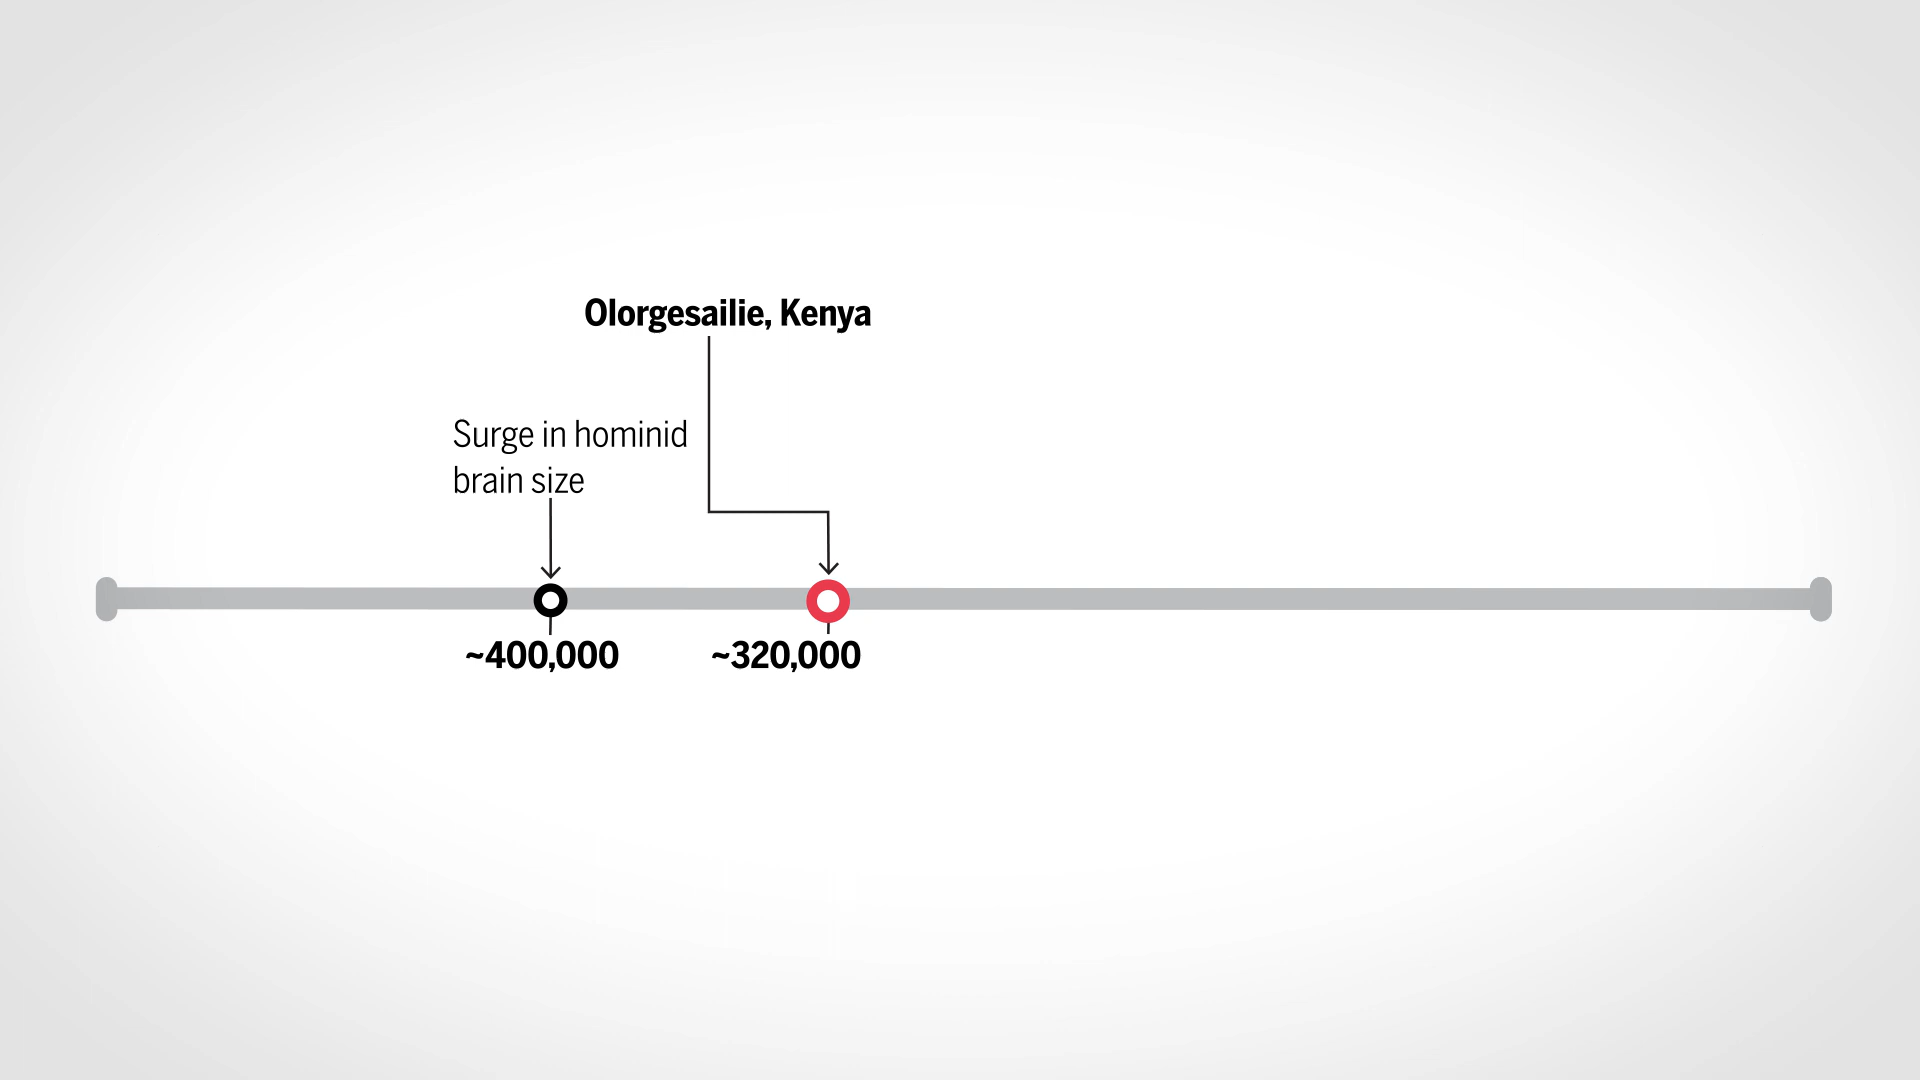 Olorgesailie, Kenya
Surge in hominid
brain size
~400,000
~320,000